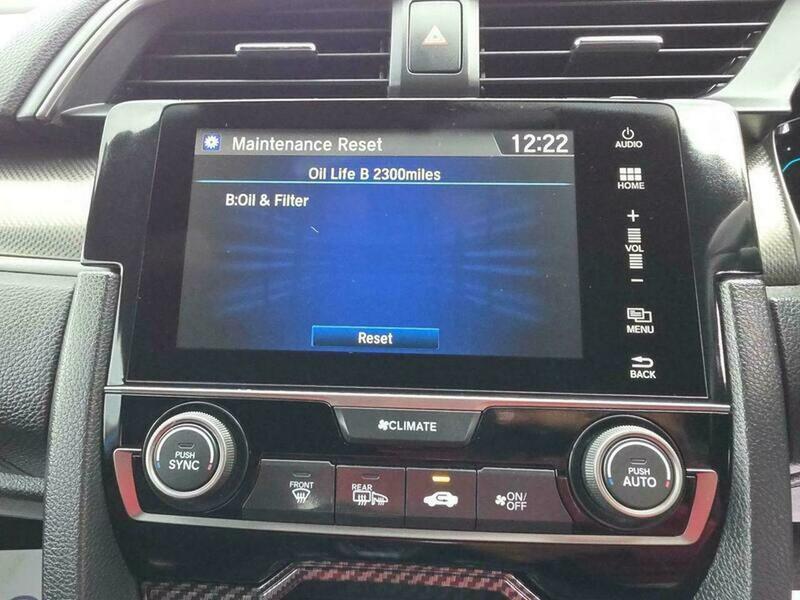 Maintenance Reset 12:22
Oil Life B 2300miles
B:Oil & Filter
Reset
AUDIO
HOME
+
VOL
−
MENU
BACK
CLIMATE
PUSH
SYNC
FRONT
REAR
ON/
OFF
PUSH
AUTO